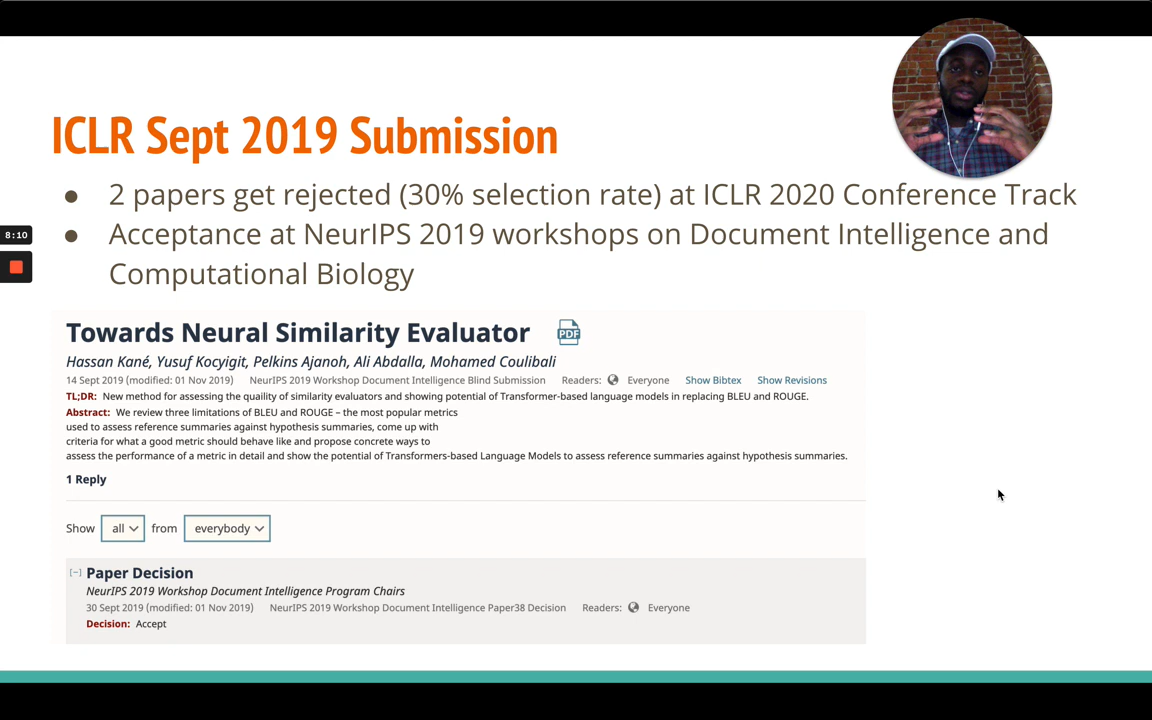 ICLR Sept 2019 Submission
● 2 papers get rejected (30% selection rate) at ICLR 2020 Conference Track
8:10
● Acceptance at NeurIPS 2019 workshops on Document Intelligence and
Computational Biology
Towards Neural Similarity Evaluator PDF
Hassan Kané, Yusuf Kocyigit, Pelkins Ajanoh, Ali Abdalla, Mohamed Coulibali
14 Sept 2019 (modified: 01 Nov 2019) NeurIPS 2019 Workshop Document Intelligence Blind Submission Readers: Everyone Show Bibtex Show Revisions
TL;DR: New method for assessing the quaility of similarity evaluators and showing potential of Transformer-based language models in replacing BLEU and ROUGE.
Abstract: We review three limitations of BLEU and ROUGE – the most popular metrics
used to assess reference summaries against hypothesis summaries, come up with
criteria for what a good metric should behave like and propose concrete ways to
assess the performance of a metric in detail and show the potential of Transformers-based Language Models to assess reference summaries against hypothesis summaries.
1 Reply
Show all from everybody
[−] Paper Decision
NeurIPS 2019 Workshop Document Intelligence Program Chairs
30 Sept 2019 (modified: 01 Nov 2019) NeurIPS 2019 Workshop Document Intelligence Paper38 Decision Readers: Everyone
Decision: Accept